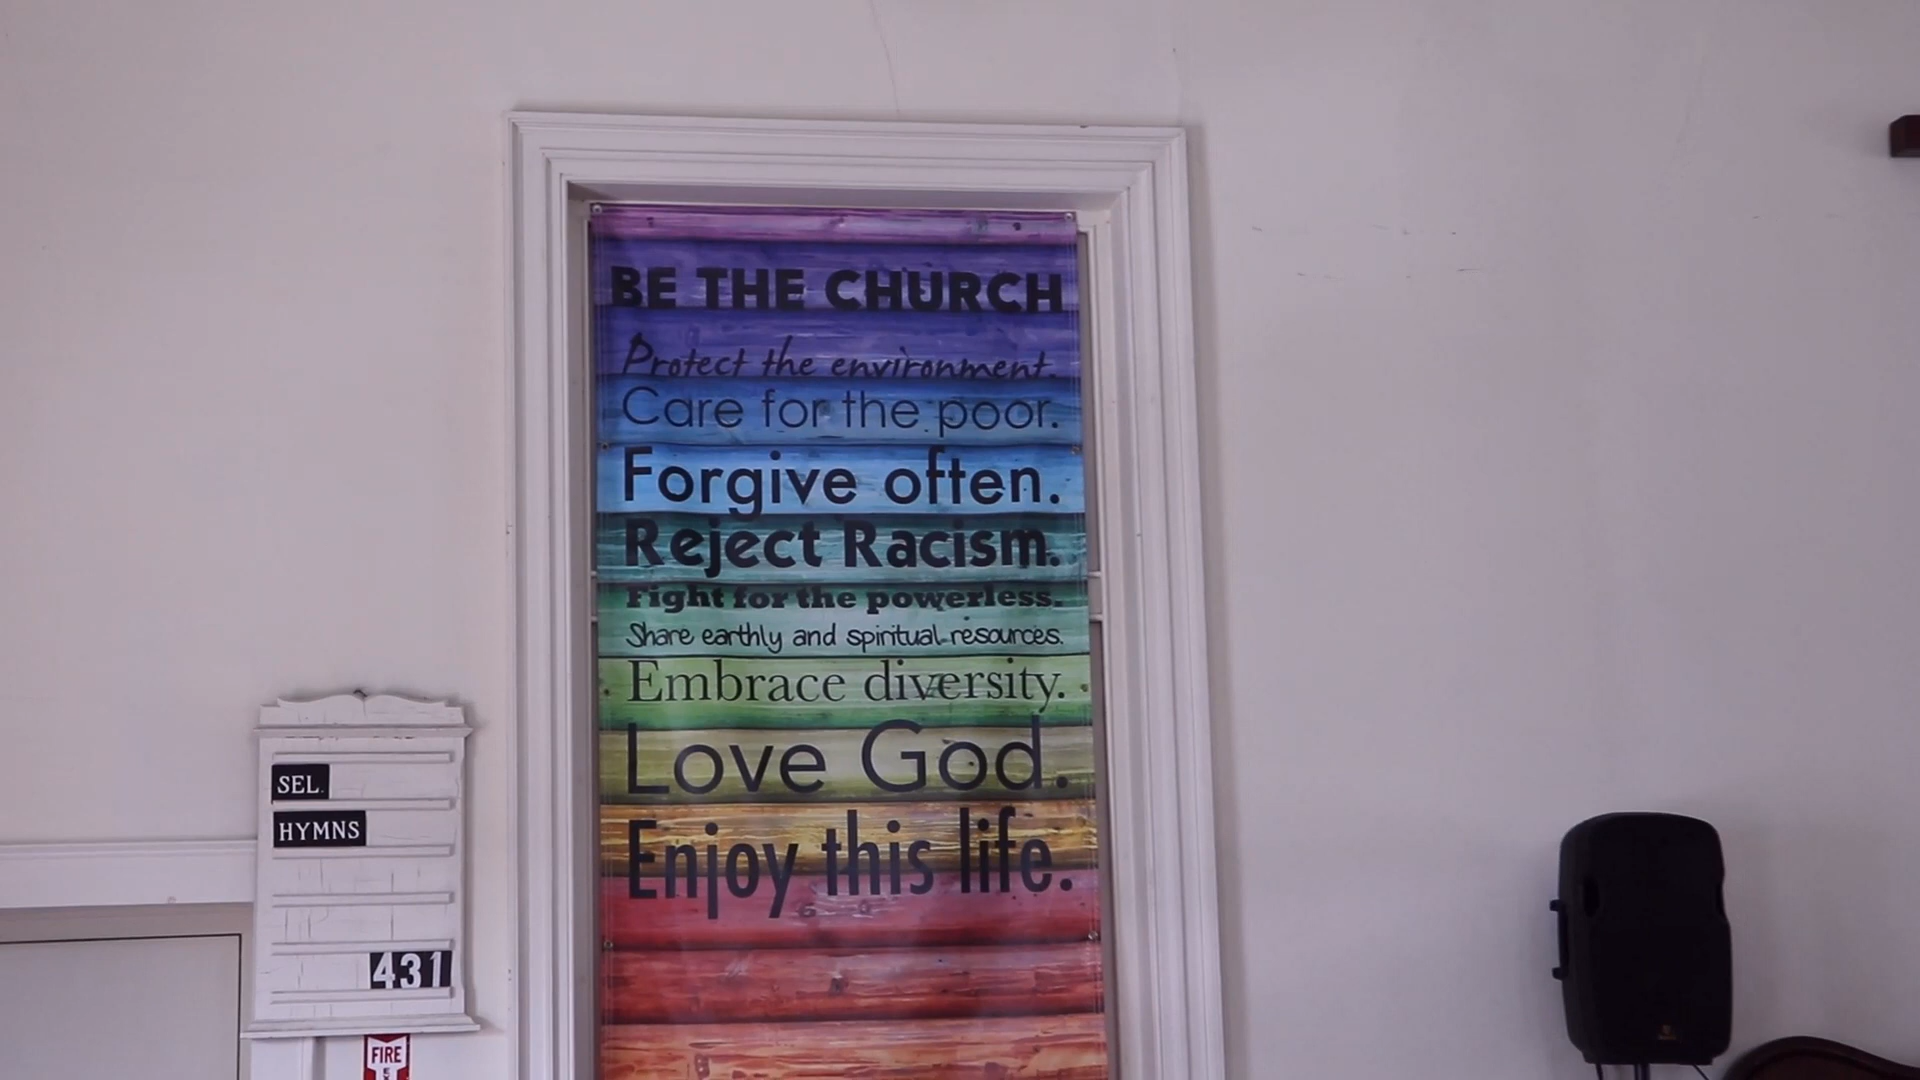 BE THE CHURCH
Protect the environment.
Care for the poor.
Forgive often.
Reject Racism.
Fight for the powerless.
Share earthly and spiritual resources.
Embrace diversity.
Love God.
Enjoy this life.
SEL.
HYMNS
431
FIRE